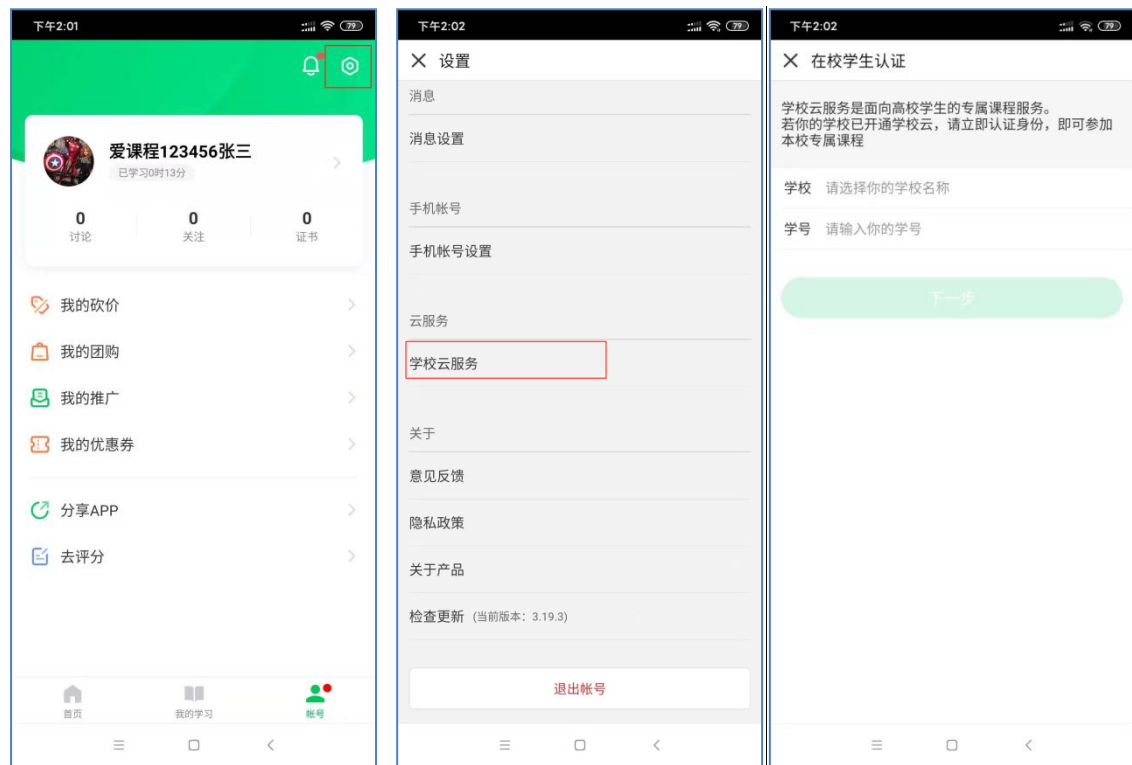 下午2:01
79
爱课程123456张三
已学习0时13分
0
0
0
讨论
关注
证书
我的砍价
我的团购
我的推广
我的优惠券
分享APP
去评分
首页
我的学习
帐号
下午2:02
79
设置
消息
消息设置
手机帐号
手机帐号设置
云服务
学校云服务
关于
意见反馈
隐私政策
关于产品
检查更新 (当前版本：3.19.3)
退出帐号
下午2:02
79
在校学生认证
学校云服务是面向高校学生的专属课程服务。
若你的学校已开通学校云，请立即认证身份，即可参加
本校专属课程
学校 请选择你的学校名称
学号 请输入你的学号
下一步